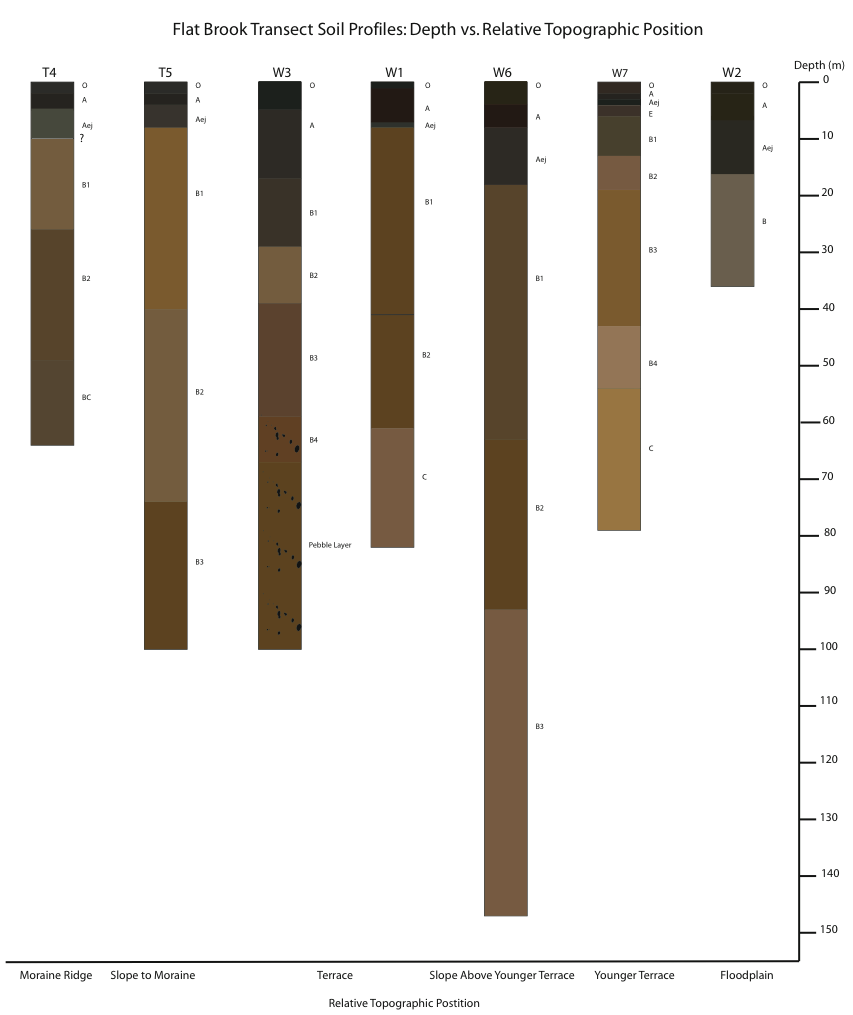 Flat Brook Transect Soil Profiles: Depth vs. Relative Topographic Position
Depth (m)
T4
O
A
Aej
?
B1
B2
BC
T5
O
A
Aej
B1
B2
B3
W3
O
A
B1
B2
B3
B4
Pebble Layer
W1
O
A
Aej
B1
B2
C
W6
O
A
Aej
B1
B2
B3
W7
O
A
Aej
E
B1
B2
B3
B4
C
W2
O
A
Aej
B
0
10
20
30
40
50
60
70
80
90
100
110
120
130
140
150
Moraine Ridge
Slope to Moraine
Terrace
Slope Above Younger Terrace
Younger Terrace
Floodplain
Relative Topographic Postition